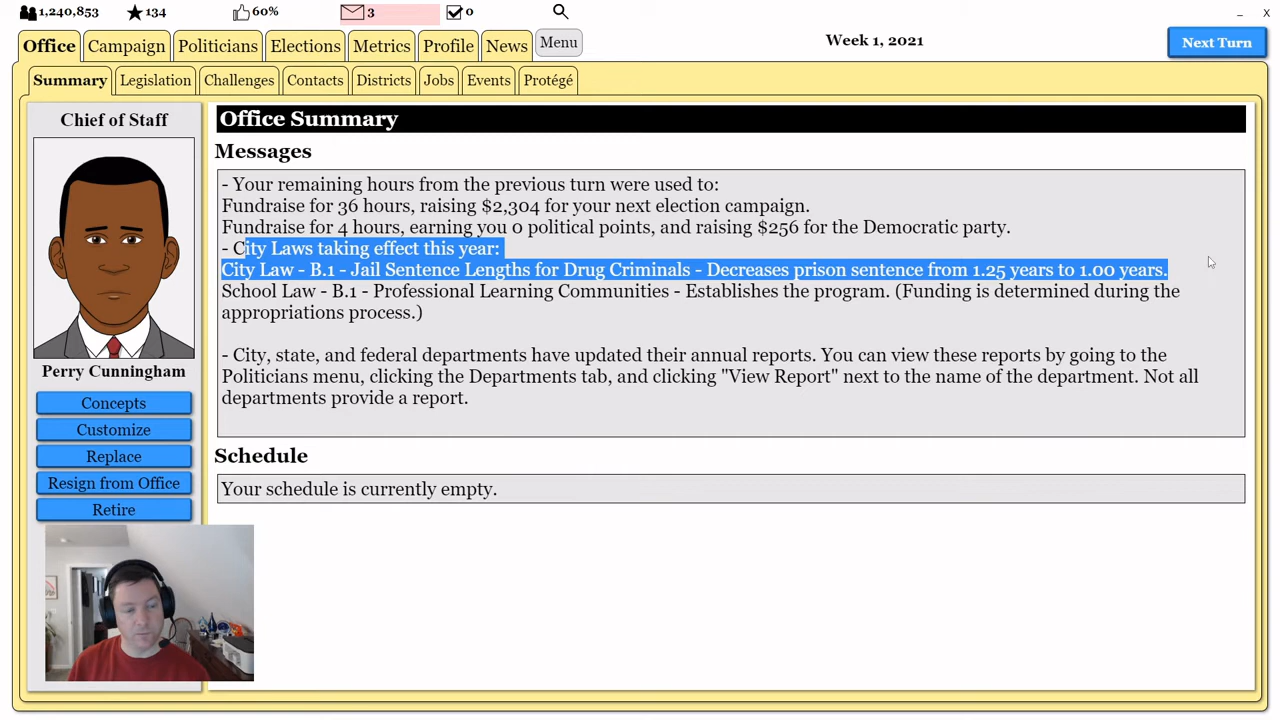 1,240,853 134 60% 3 0
_ X
Office Campaign Politicians Elections Metrics Profile News Menu
Week 1, 2021
Next Turn
Summary Legislation Challenges Contacts Districts Jobs Events Protégé
Chief of Staff
Perry Cunningham
Concepts
Customize
Replace
Resign from Office
Retire
Office Summary
Messages
- Your remaining hours from the previous turn were used to:
Fundraise for 36 hours, raising $2,304 for your next election campaign.
Fundraise for 4 hours, earning you 0 political points, and raising $256 for the Democratic party.
- City Laws taking effect this year:
City Law - B.1 - Jail Sentence Lengths for Drug Criminals - Decreases prison sentence from 1.25 years to 1.00 years.
School Law - B.1 - Professional Learning Communities - Establishes the program. (Funding is determined during the
appropriations process.)
- City, state, and federal departments have updated their annual reports. You can view these reports by going to the
Politicians menu, clicking the Departments tab, and clicking "View Report" next to the name of the department. Not all
departments provide a report.
Schedule
Your schedule is currently empty.